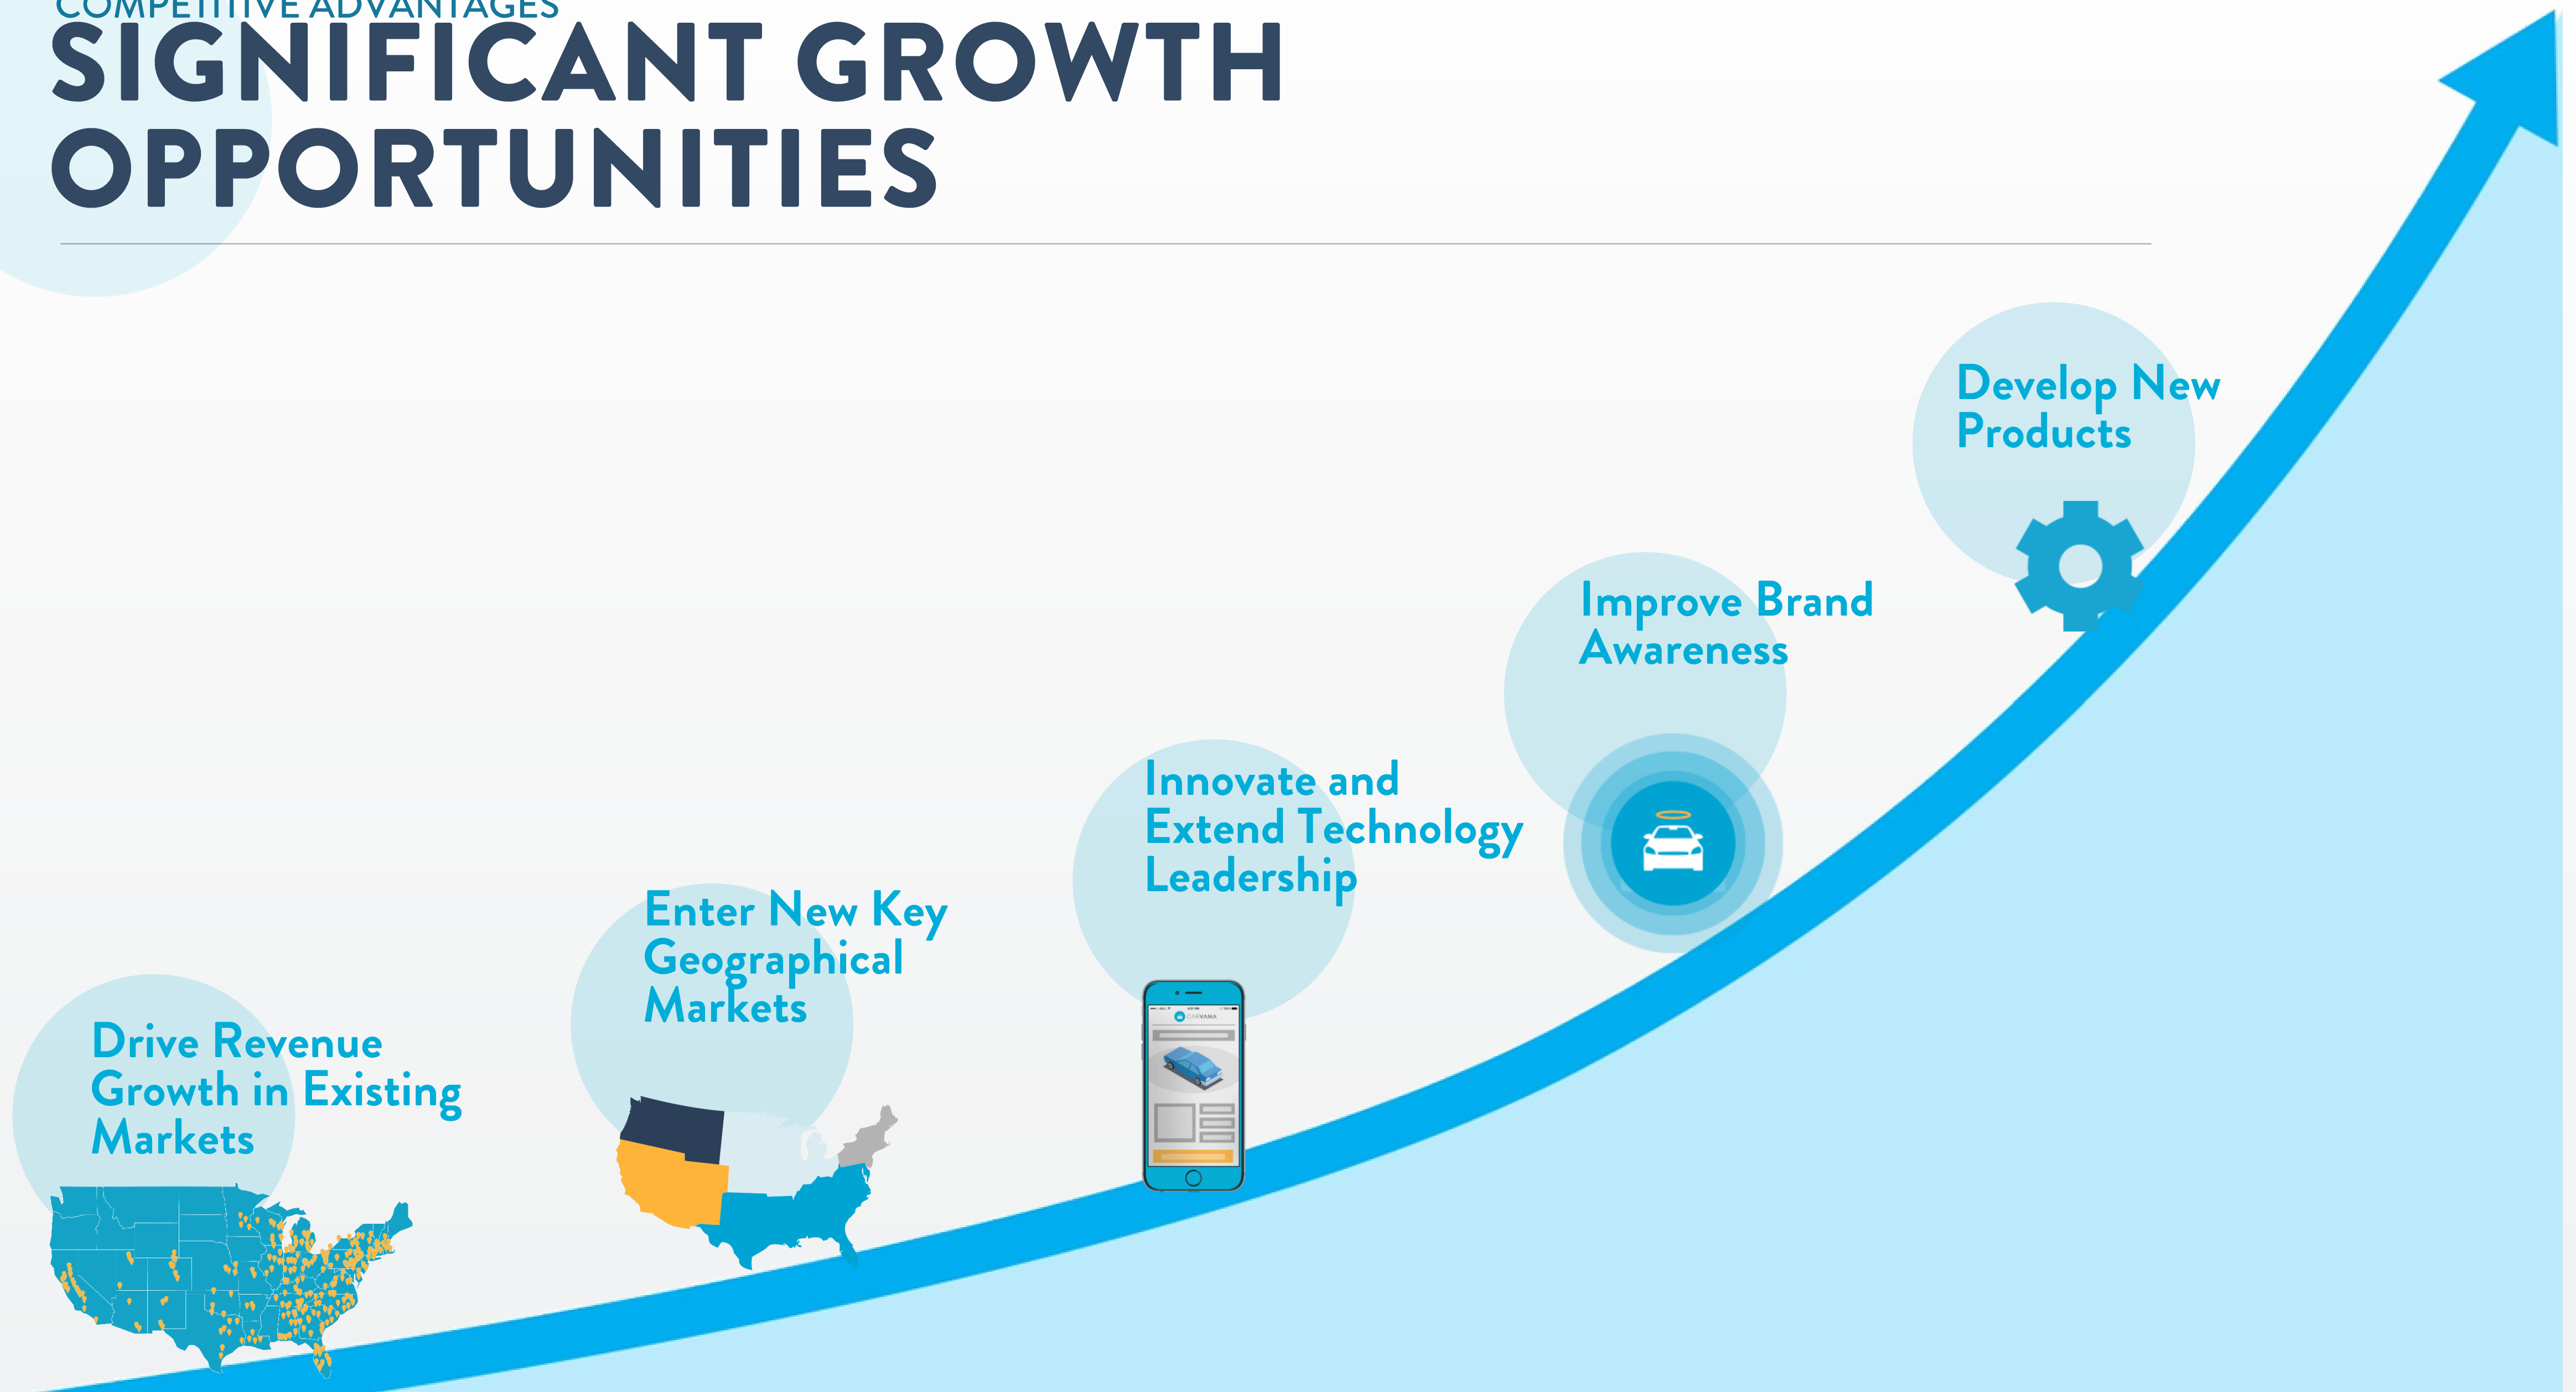 COMPETITIVE ADVANTAGES
SIGNIFICANT GROWTH
OPPORTUNITIES
Develop New
Products
Improve Brand
Awareness
Innovate and
Extend Technology
Leadership
Enter New Key
Geographical
Markets
Drive Revenue
Growth in Existing
Markets
CARVANA